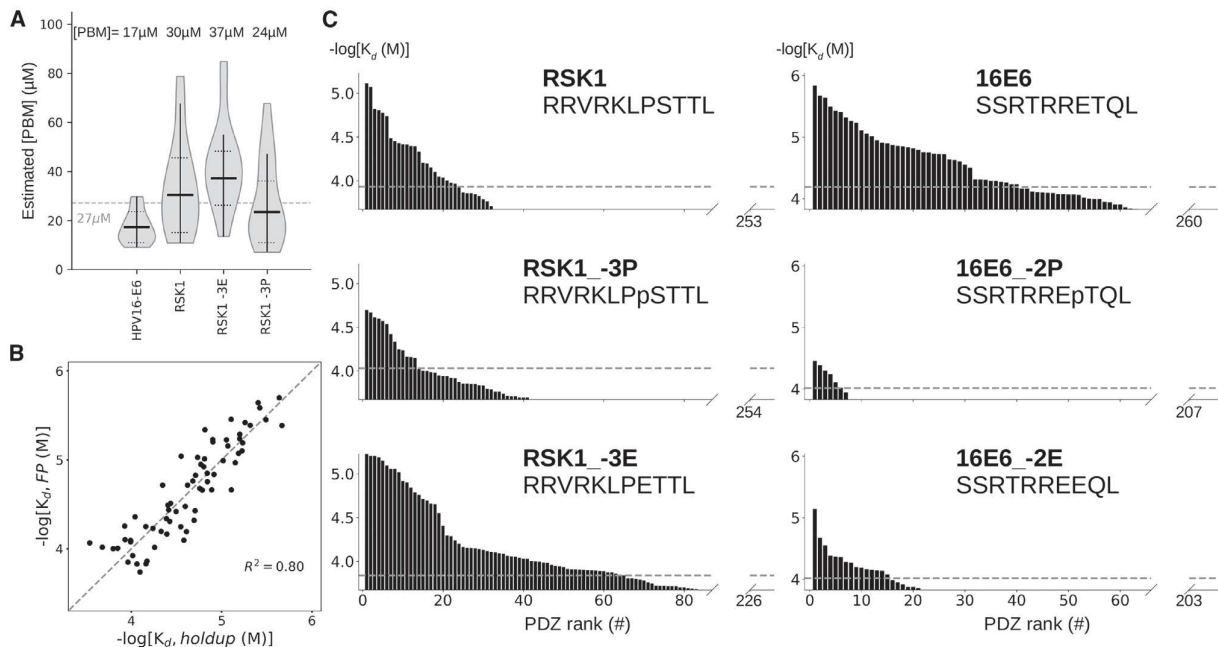 A
100
80
60
40
20
0
Estimated [PBM] (µM)
[PBM]= 17µM 30µM 37µM 24µM
27µM
HPV16-E6
RSK1
RSK1 -3E
RSK1 -3P
B
6
5
4
-log[Kd, FP (M)]
R² = 0.80
4 5 6
-log[Kd, holdup (M)]
C
-log[Kd (M)]
5.0
4.5
4.0
RSK1
RRVRKLPSTTL
253
-log[Kd (M)]
6
5
4
16E6
SSRTRRETQL
260
5.0
4.5
4.0
RSK1_-3P
RRVRKLPpSTTL
254
6
5
4
16E6_-2P
SSRTRREpTQL
207
5.0
4.5
4.0
RSK1_-3E
RRVRKLPETTL
0 20 40 60 80 226
PDZ rank (#)
6
5
4
16E6_-2E
SSRTRREEQL
0 10 20 30 40 50 60 203
PDZ rank (#)